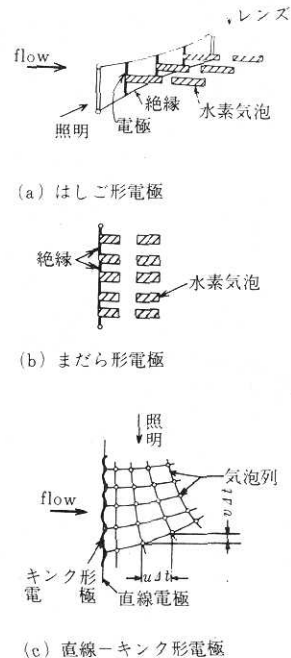 レンズ
flow
照明
電極
絶縁
水素気泡
(a) はしご形電極
絶縁
水素気泡
(b) まだら形電極
照明
flow
気泡列
vΔt
キンク形電極
uΔt
直線電極
(c) 直線-キンク形電極